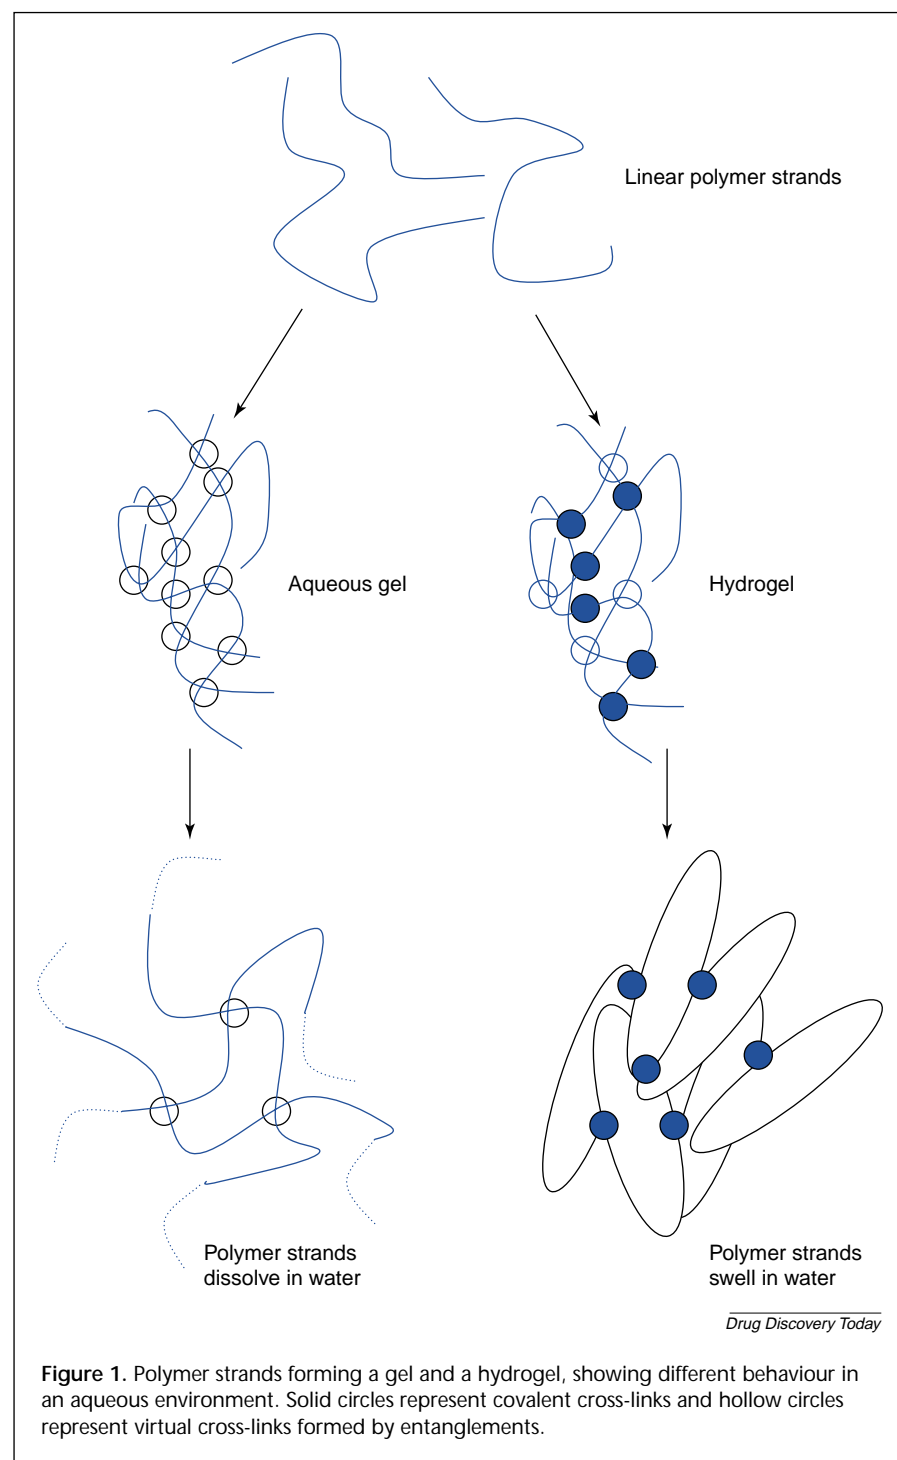 Linear polymer strands
Aqueous gel
Hydrogel
Polymer strands
dissolve in water
Polymer strands
swell in water
Drug Discovery Today
Figure 1. Polymer strands forming a gel and a hydrogel, showing different behaviour in
an aqueous environment. Solid circles represent covalent cross-links and hollow circles
represent virtual cross-links formed by entanglements.